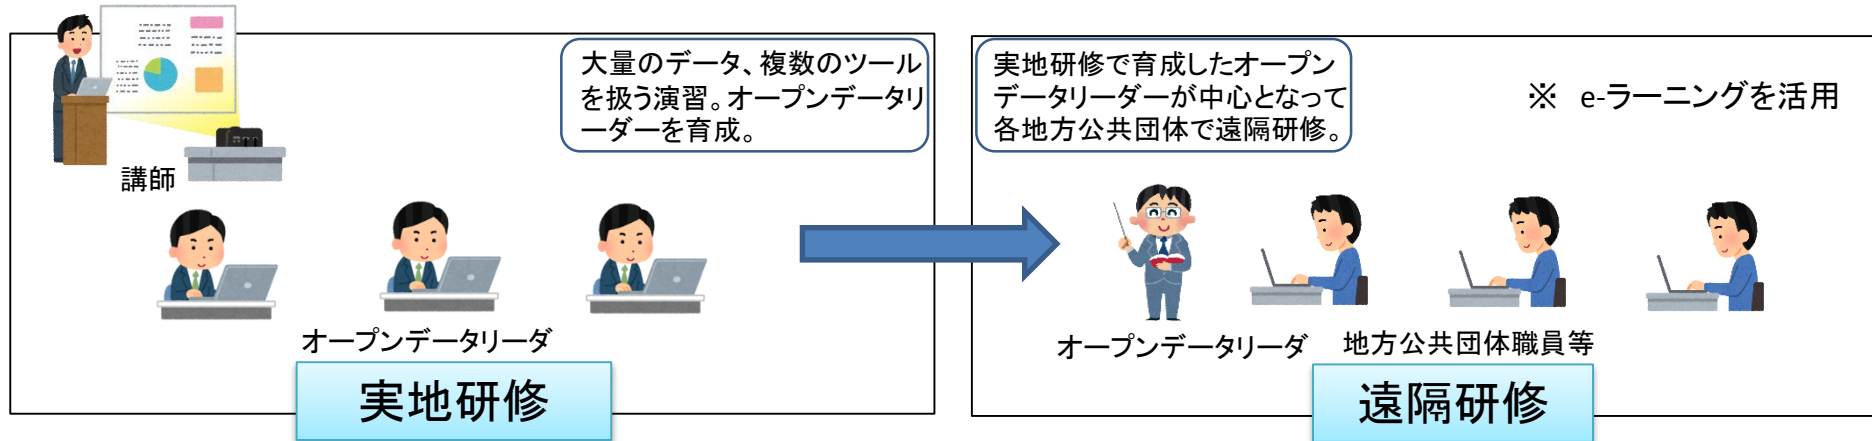 大量のデータ、複数のツール
を扱う演習。オープンデータリ
ーダーを育成。
講師
オープンデータリーダ
実地研修
実地研修で育成したオープン
データリーダーが中心となって
各地方公共団体で遠隔研修。
※ e-ラーニングを活用
オープンデータリーダ
地方公共団体職員等
遠隔研修